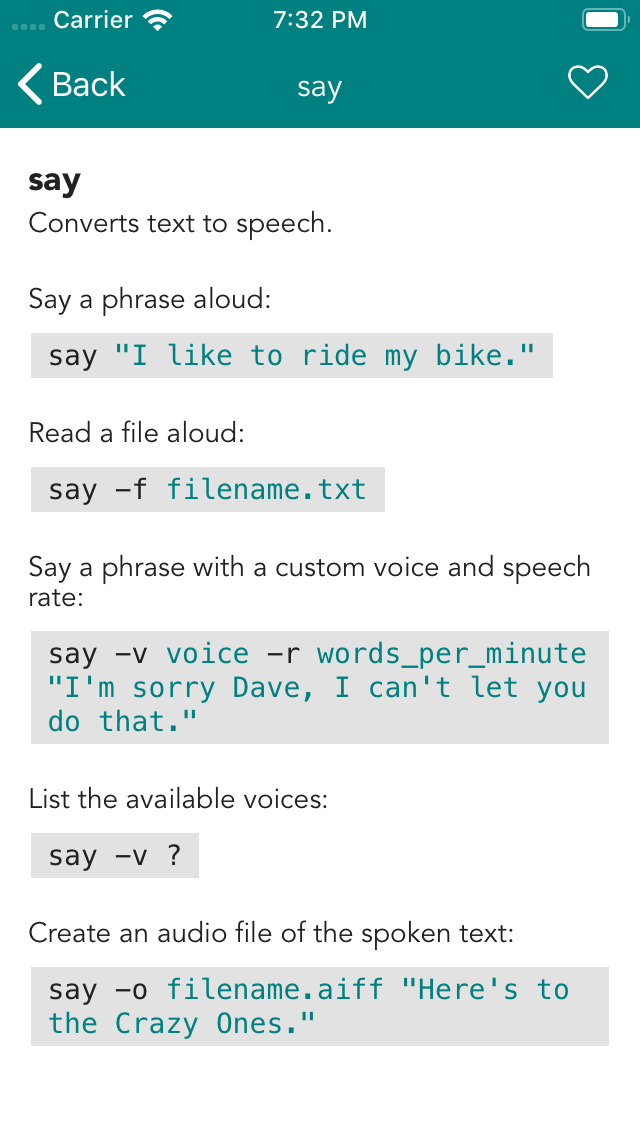 Carrier 7:32 PM
Back say
say
Converts text to speech.
Say a phrase aloud:
say "I like to ride my bike."
Read a file aloud:
say -f filename.txt
Say a phrase with a custom voice and speech
rate:
say -v voice -r words_per_minute
"I'm sorry Dave, I can't let you
do that."
List the available voices:
say -v ?
Create an audio file of the spoken text:
say -o filename.aiff "Here's to
the Crazy Ones."